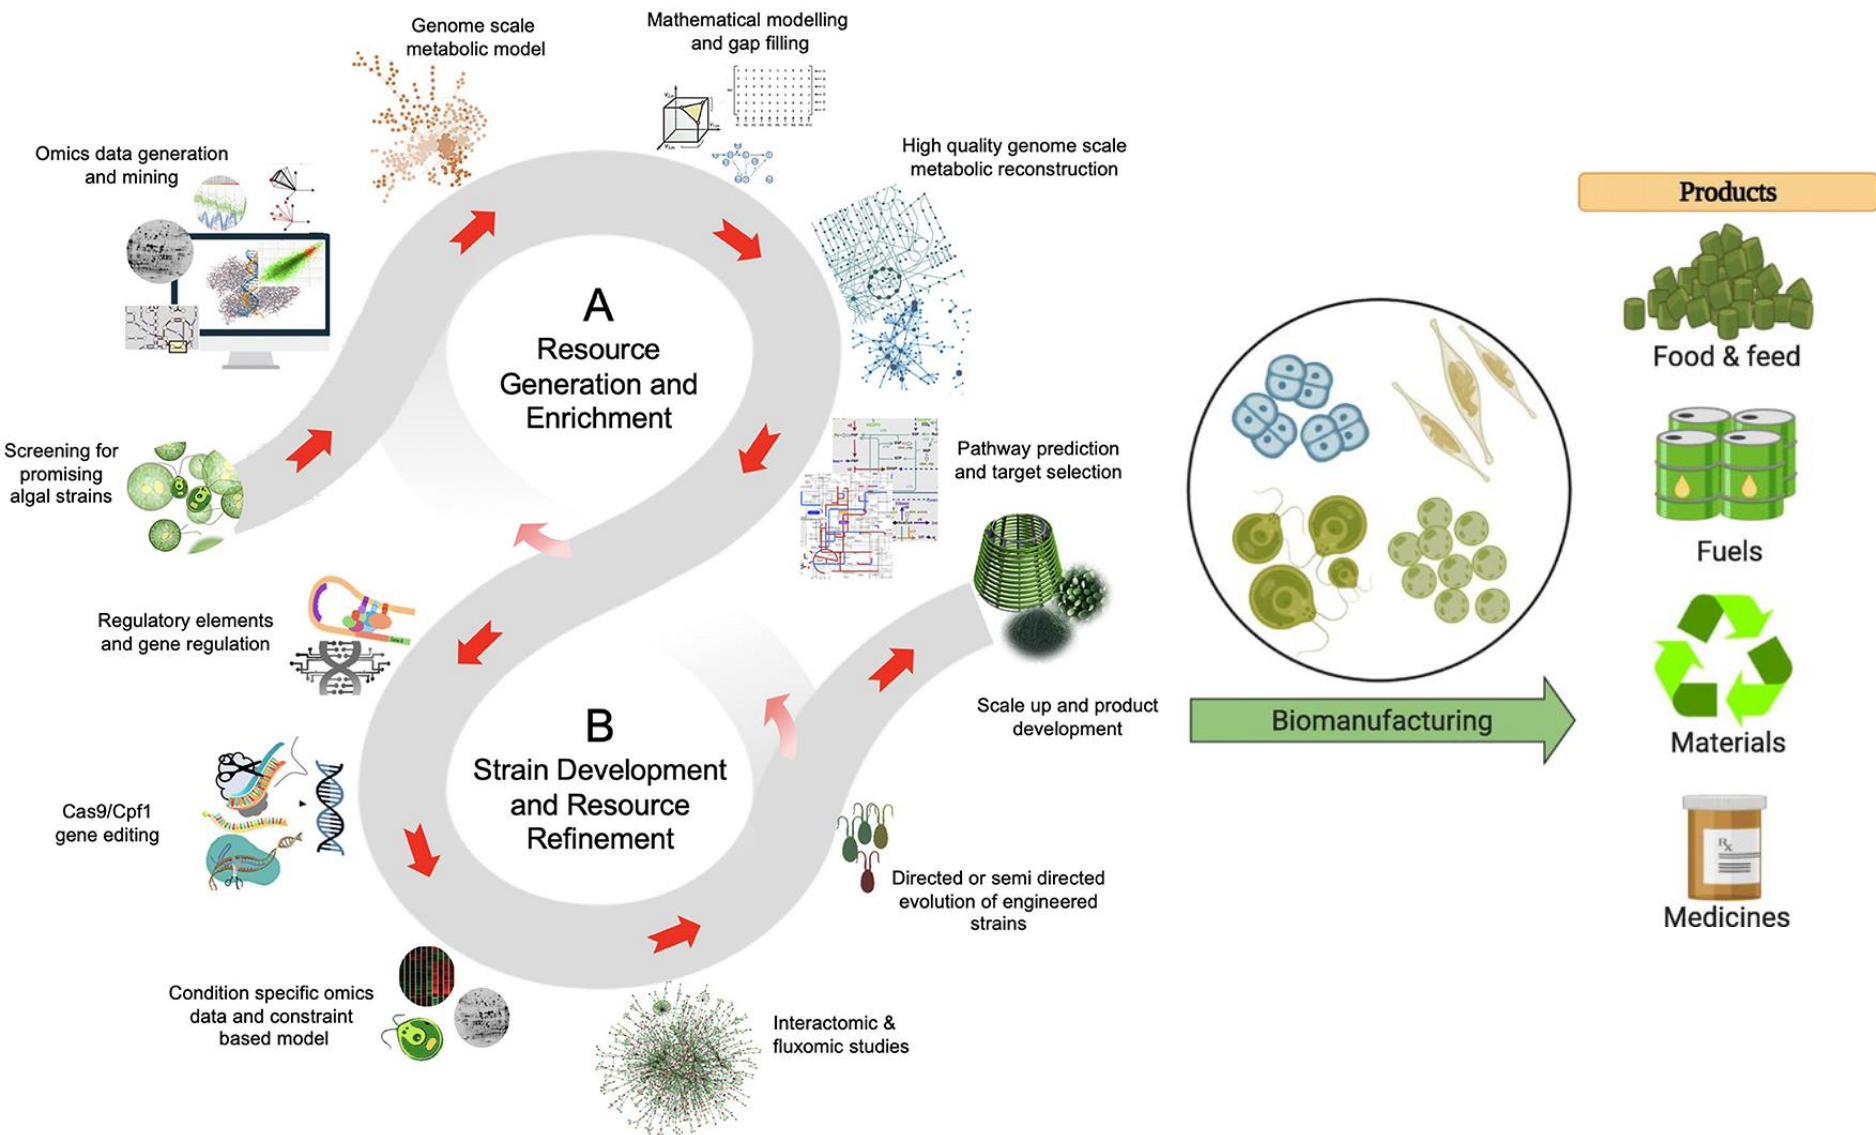 Genome scale
metabolic model
Mathematical modelling
and gap filling
Omics data generation
and mining
High quality genome scale
metabolic reconstruction
Products
A
Resource
Generation and
Enrichment
Food & feed
Screening for
promising
algal strains
Pathway prediction
and target selection
Fuels
Regulatory elements
and gene regulation
B
Strain Development
and Resource
Refinement
Scale up and product
development
Biomanufacturing
Materials
Cas9/Cpf1
gene editing
Rx
Directed or semi directed
evolution of engineered
strains
Medicines
Condition specific omics
data and constraint
based model
Interactomic &
fluxomic studies